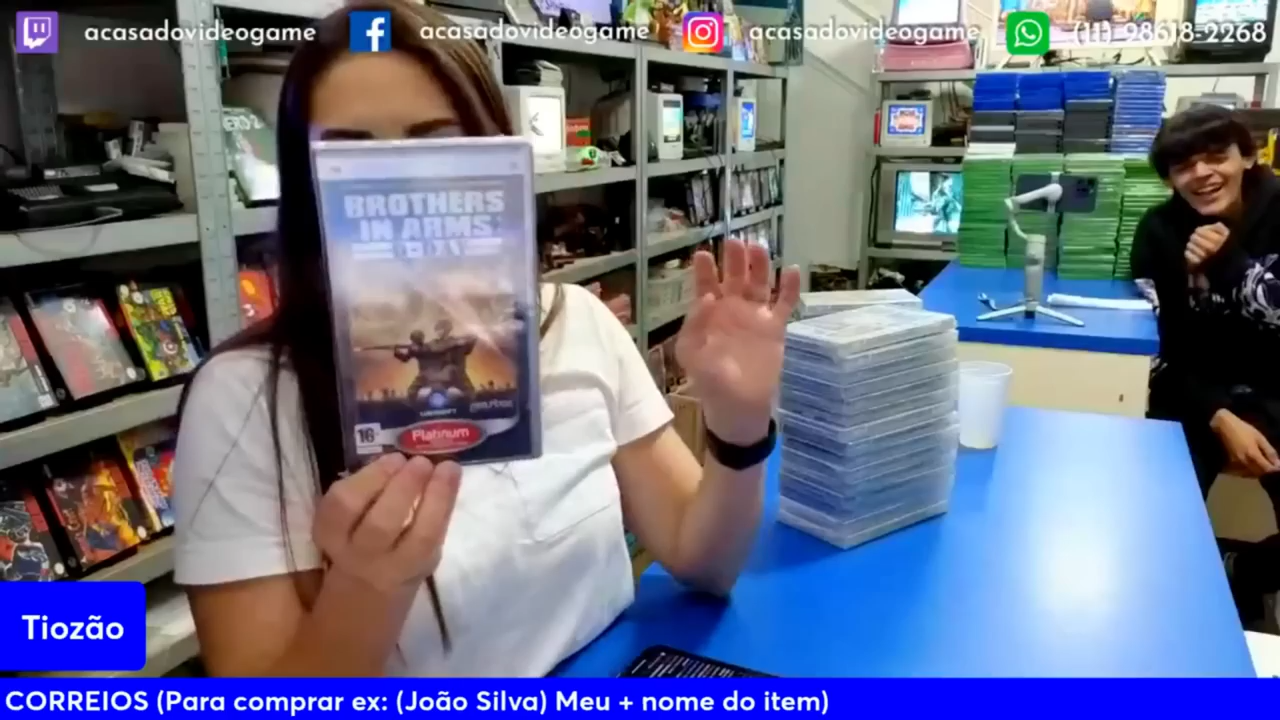 acasadovideogame
acasadovideogame
acasadovideogame
(11) 98618-2268
BROTHERS
IN ARMS
UBISOFT
16
Platinum
Tiozão
CORREIOS (Para comprar ex: (João Silva) Meu + nome do item)